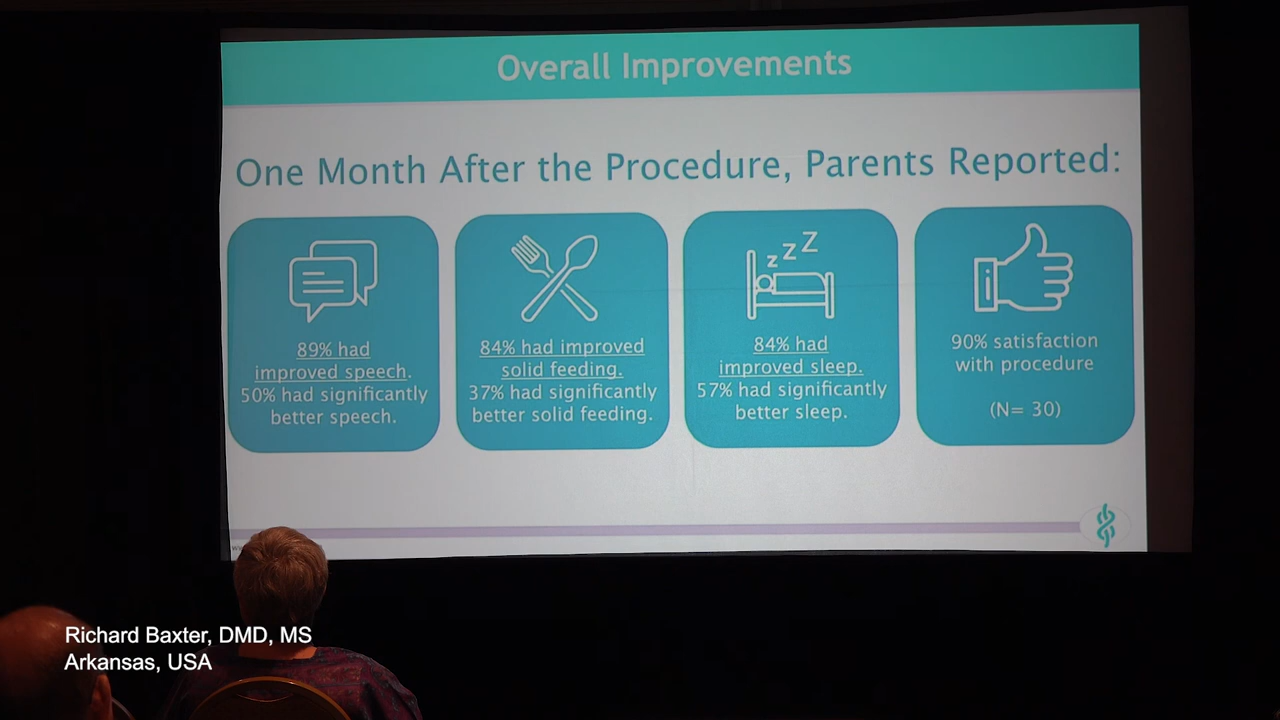 Overall Improvements
One Month After the Procedure, Parents Reported:
89% had
improved speech.
50% had significantly
better speech.
84% had improved
solid feeding.
37% had significantly
better solid feeding.
z z Z
84% had
improved sleep.
57% had significantly
better sleep.
90% satisfaction
with procedure
(N= 30)
Richard Baxter, DMD, MS
Arkansas, USA